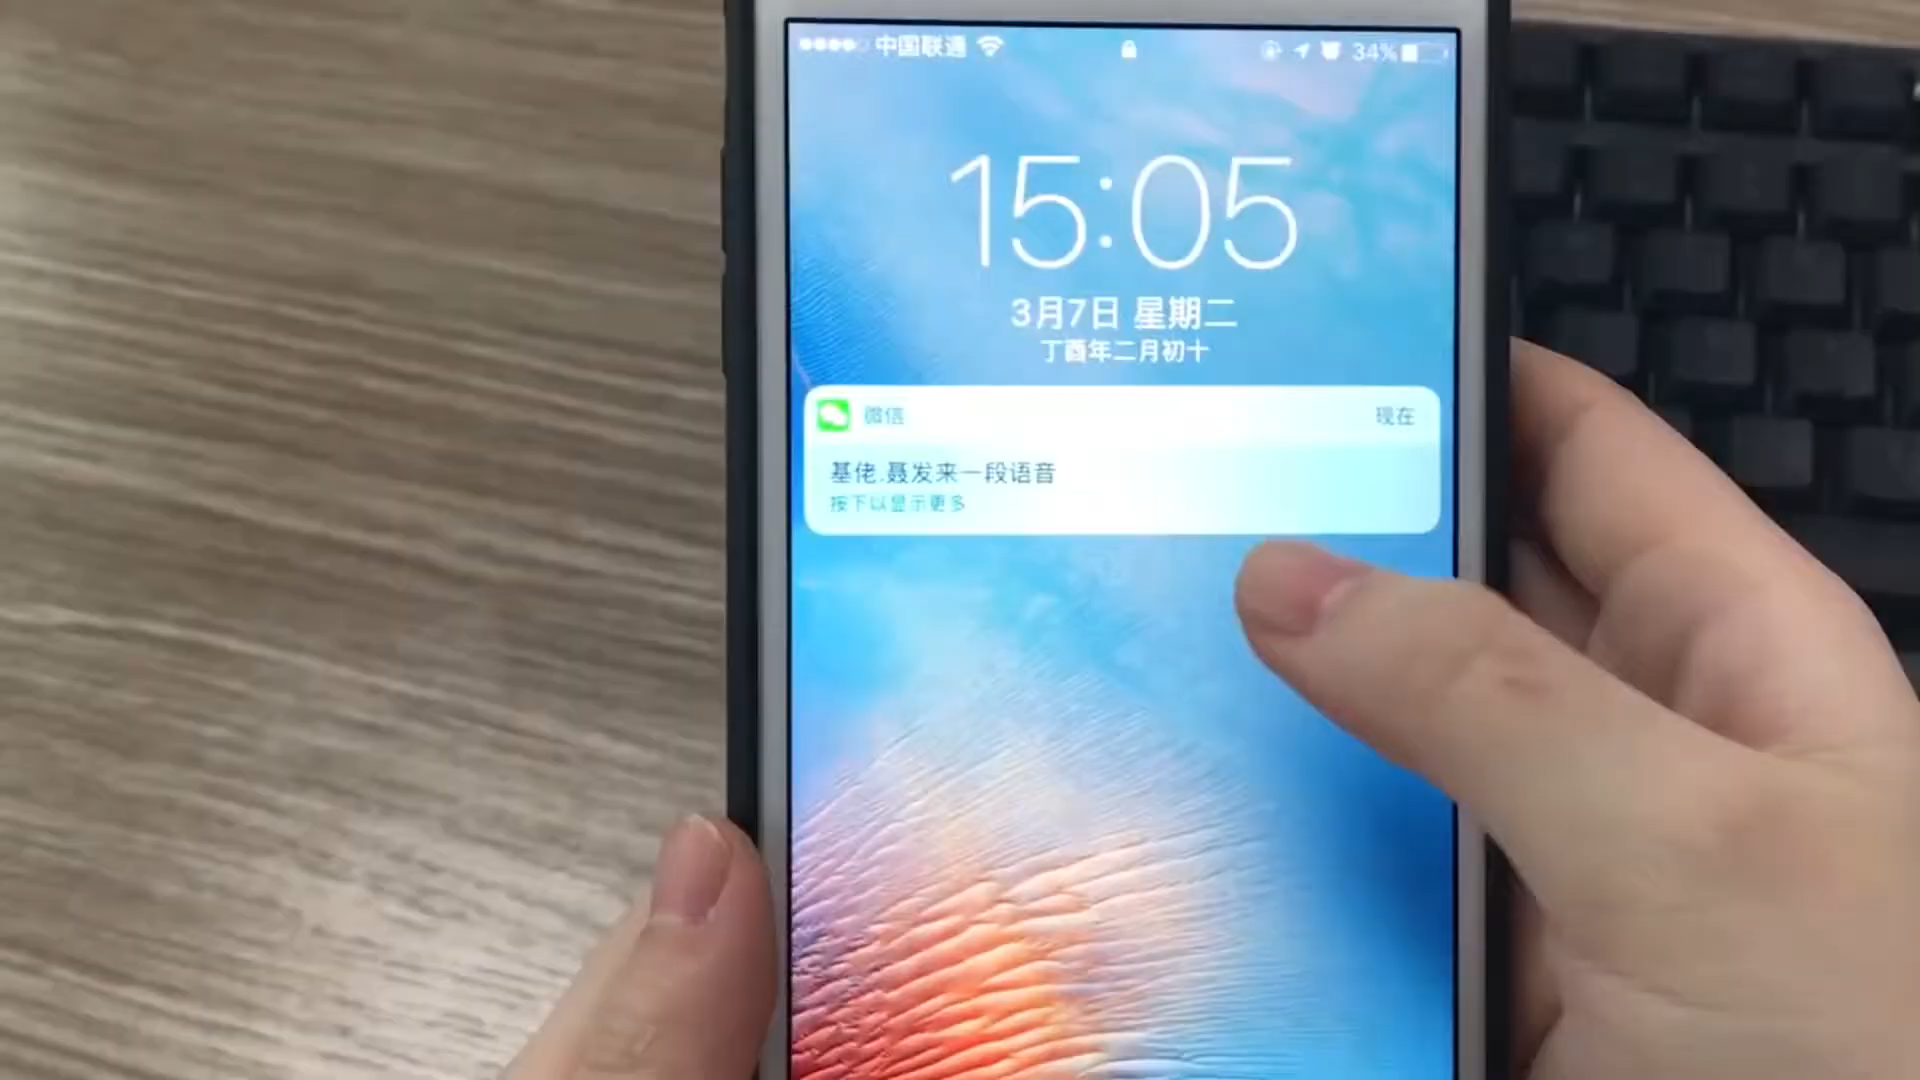 中国联通 34%
15:05
3月7日 星期二
丁酉年二月初十
微信 现在
基佬.聂发来一段语音
按下以显示更多